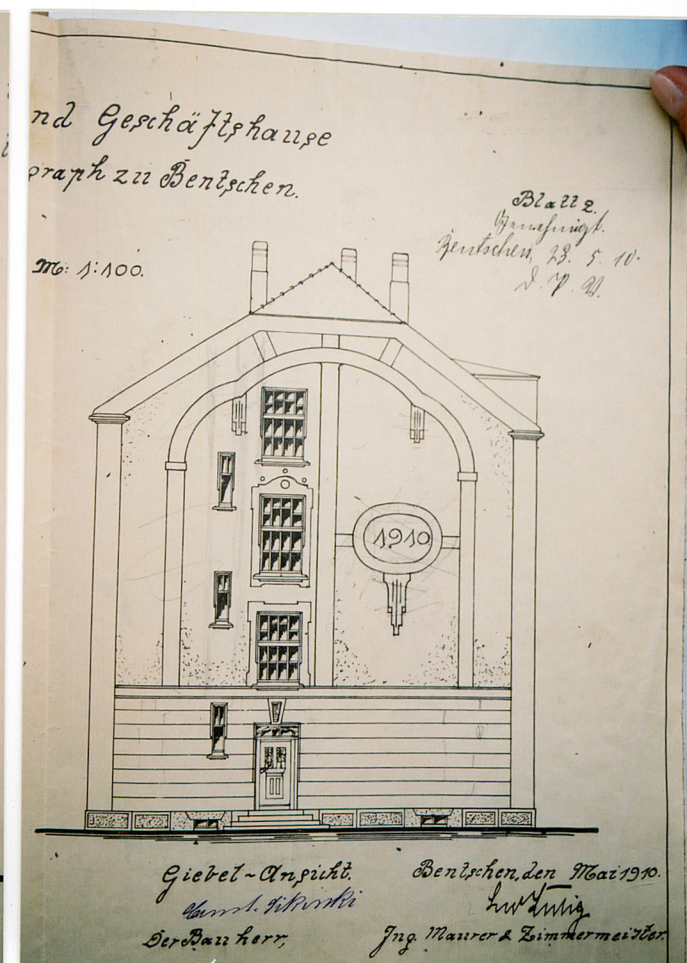 nd Geschäftshause
graph zu Bentschen.
Blatt 2.
Genehmigt.
Bentschen, 23. 5. 10.
M: 1:100.
1910
Giebel-Ansicht.
Bentschen, den Mai 1910.
Der Bauherr,
Ing. Maurer & Zimmermeister.